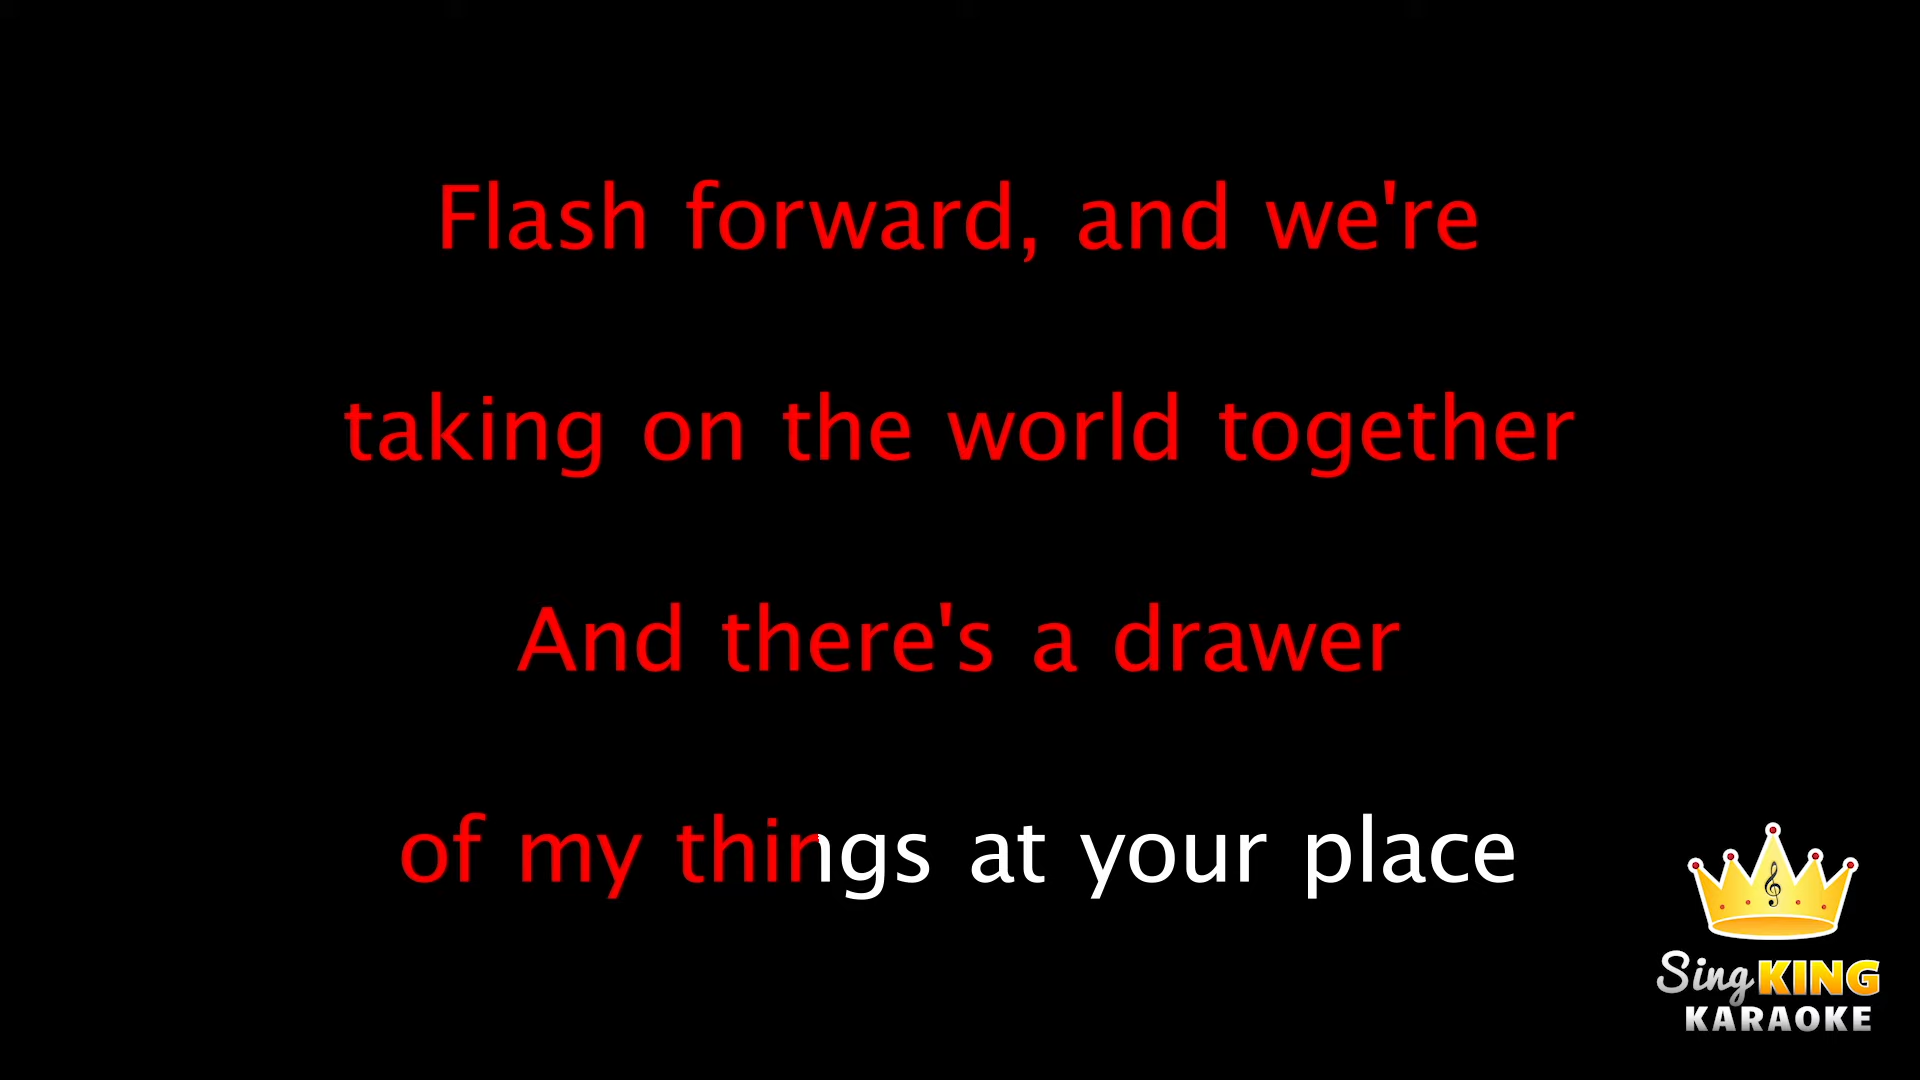 Flash forward, and we're
taking on the world together
And there's a drawer
of my things at your place
Sing KING
KARAOKE